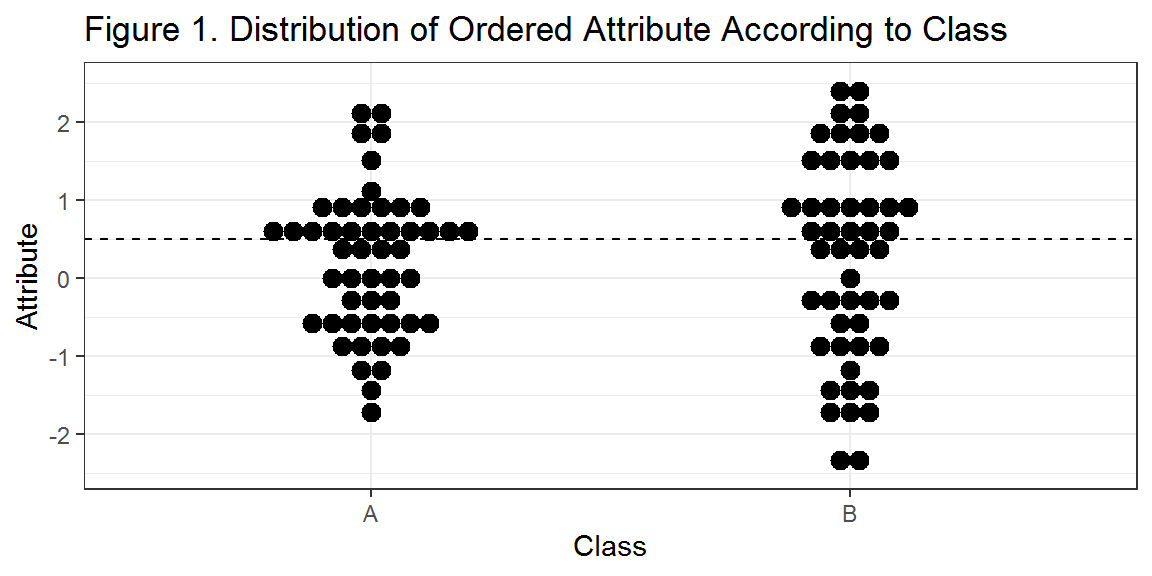 Figure 1. Distribution of Ordered Attribute According to Class
Attribute
2
1
0
-1
-2
A
B
Class